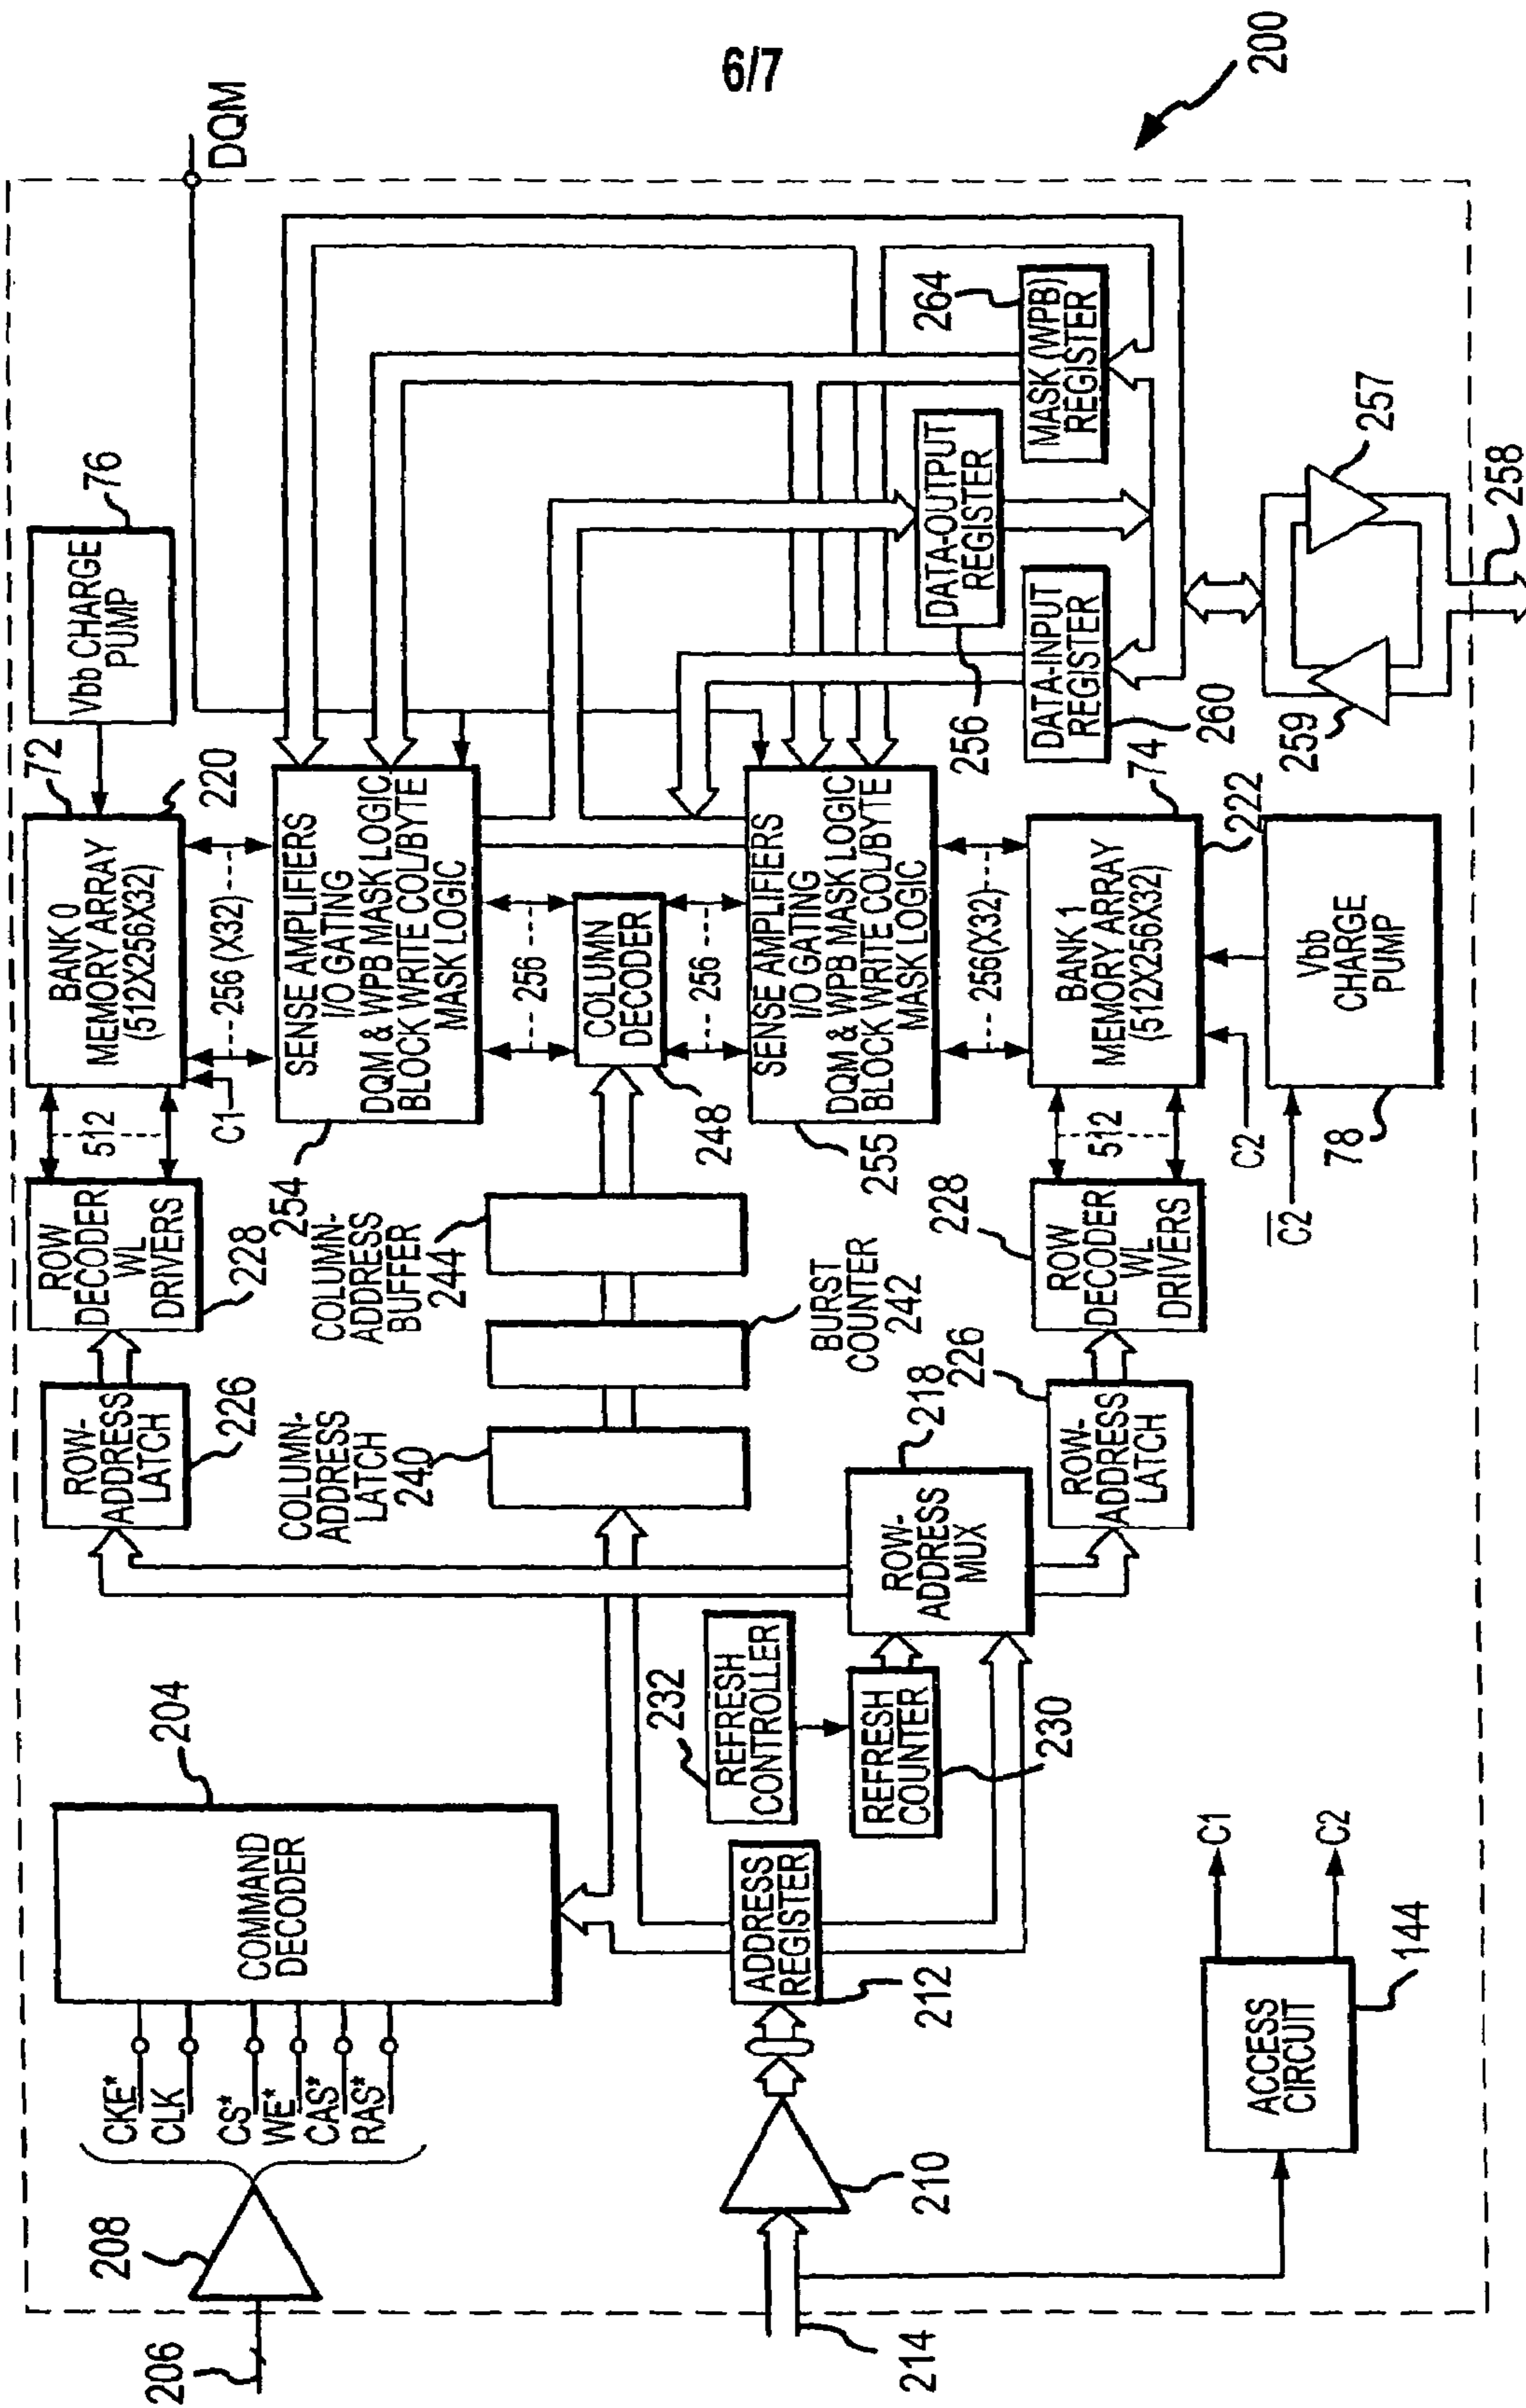 6/7
200
DQM
206
208
CKE*
CLK
CS*
WE*
CAS*
RAS*
COMMAND
DECODER
204
214
210
212
ADDRESS
REGISTER
ACCESS
CIRCUIT
144
C1
C2
232
REFRESH
CONTROLLER
REFRESH
COUNTER
230
ROW-
ADDRESS
MUX
218
ROW-
ADDRESS
LATCH
226
ROW
DECODER
WL
DRIVERS
228
512
BANK 0
MEMORY ARRAY
(512X256X32)
72
220
Vbb CHARGE
PUMP
76
C1
256 (X32)
COLUMN-
ADDRESS
LATCH
240
BURST
COUNTER
242
COLUMN-
ADDRESS
BUFFER
244
254
SENSE AMPLIFIERS
I/O GATING
DQM & WPB MASK LOGIC
BLOCK WRITE COL/BYTE
MASK LOGIC
256
COLUMN
DECODER
248
256
SENSE AMPLIFIERS
I/O GATING
DQM & WPB MASK LOGIC
BLOCK WRITE COL/BYTE
MASK LOGIC
255
256(X32)
ROW-
ADDRESS
LATCH
226
ROW
DECODER
WL
DRIVERS
228
512
BANK 1
MEMORY ARRAY
(512X256X32)
74
222
C2
C̅2̅
Vbb
CHARGE
PUMP
78
DATA-INPUT
REGISTER
260
DATA-OUTPUT
REGISTER
256
MASK (WPB)
REGISTER
264
257
259
258